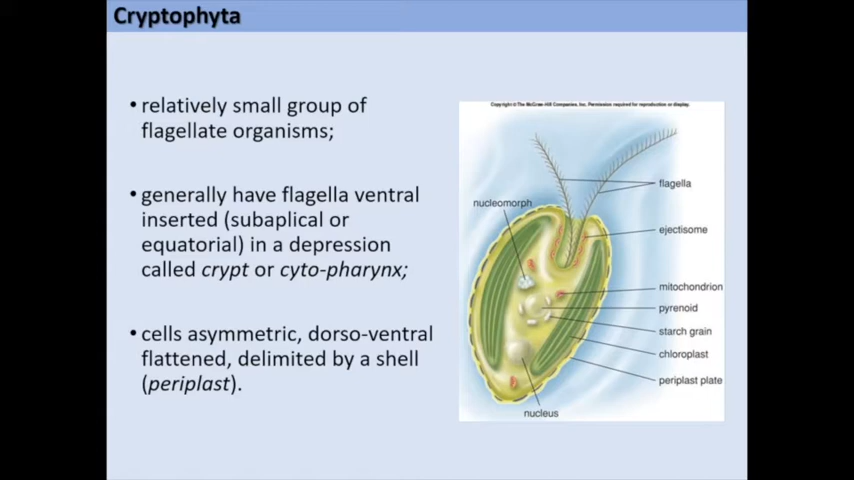 Cryptophyta
• relatively small group of
flagellate organisms;
• generally have flagella ventral
inserted (subaplical or
equatorial) in a depression
called crypt or cyto-pharynx;
• cells asymmetric, dorso-ventral
flattened, delimited by a shell
(periplast).
Copyright © The McGraw-Hill Companies, Inc. Permission required for reproduction or display.
flagella
nucleomorph
ejectisome
mitochondrion
pyrenoid
starch grain
chloroplast
periplast plate
nucleus